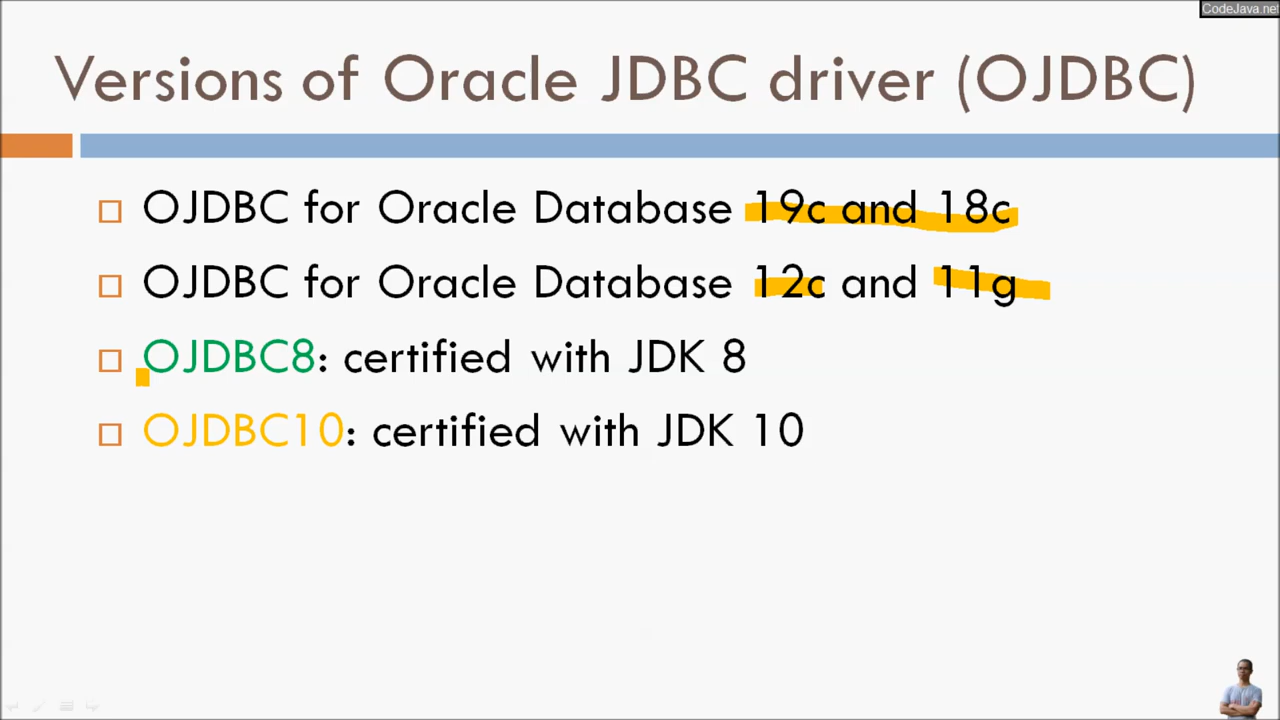 CodeJava.net
Versions of Oracle JDBC driver (OJDBC)
OJDBC for Oracle Database 19c and 18c
OJDBC for Oracle Database 12c and 11g
OJDBC8: certified with JDK 8
OJDBC10: certified with JDK 10